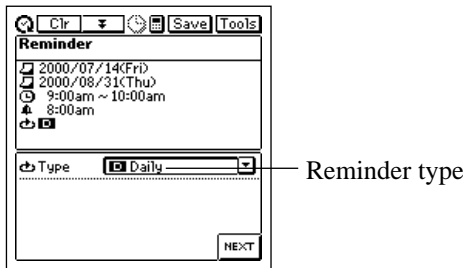 Clr Save Tools
Reminder
2000/07/14(Fri)
2000/08/31(Thu)
9:00am ~ 10:00am
8:00am
D
Type D Daily Reminder type
NEXT